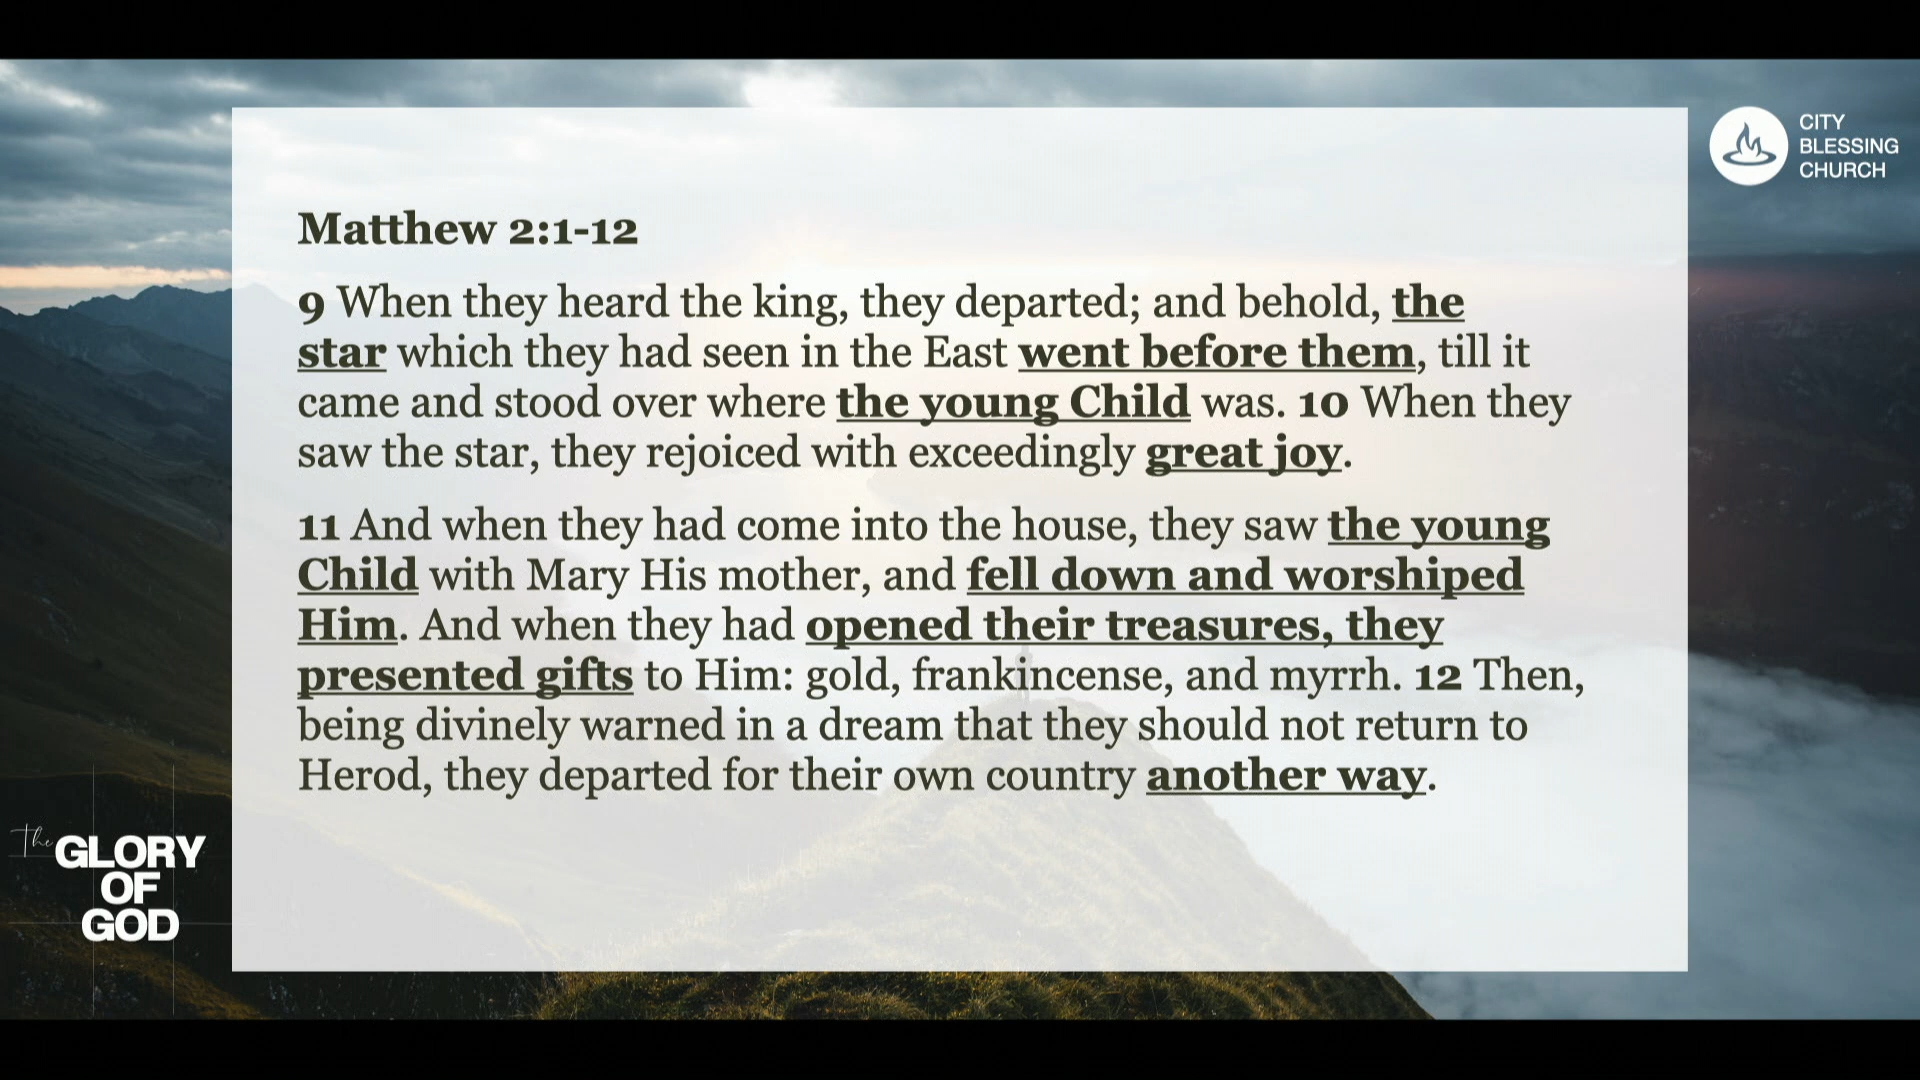 CITY
BLESSING
CHURCH
Matthew 2:1-12
9 When they heard the king, they departed; and behold, the
star which they had seen in the East went before them, till it
came and stood over where the young Child was. 10 When they
saw the star, they rejoiced with exceedingly great joy.
11 And when they had come into the house, they saw the young
Child with Mary His mother, and fell down and worshiped
Him. And when they had opened their treasures, they
presented gifts to Him: gold, frankincense, and myrrh. 12 Then,
being divinely warned in a dream that they should not return to
Herod, they departed for their own country another way.
The
GLORY
OF
GOD